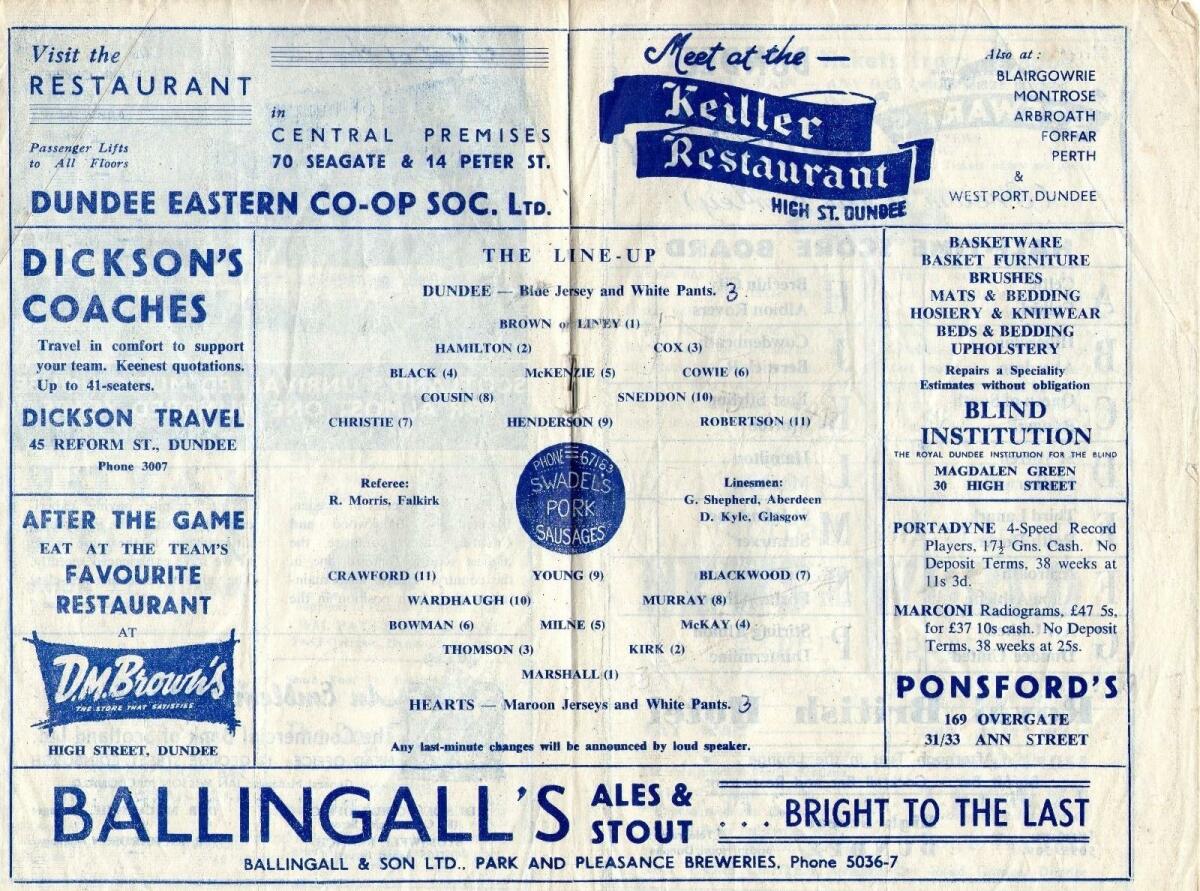 Visit the
RESTAURANT
Passenger Lifts
to All Floors
in
CENTRAL PREMISES
70 SEAGATE & 14 PETER ST.
DUNDEE EASTERN CO-OP SOC. LTD.
Meet at the —
Keiller
Restaurant
HIGH ST. DUNDEE
Also at :
BLAIRGOWRIE
MONTROSE
ARBROATH
FORFAR
PERTH
&
WEST PORT. DUNDEE
DICKSON'S
COACHES
Travel in comfort to support
your team. Keenest quotations.
Up to 41-seaters.
DICKSON TRAVEL
45 REFORM ST., DUNDEE
Phone 3007
AFTER THE GAME
EAT AT THE TEAM'S
FAVOURITE
RESTAURANT
AT
D.M. Brown's
THE STORE THAT SATISFIES
HIGH STREET, DUNDEE
THE LINE-UP
DUNDEE — Blue Jersey and White Pants. 3
BROWN or LINEY (1)
HAMILTON (2) COX (3)
BLACK (4) McKENZIE (5) COWIE (6)
COUSIN (8) SNEDDON (10)
CHRISTIE (7) HENDERSON (9) ROBERTSON (11)
Referee:
R. Morris, Falkirk
PHONE 67163
SWADEL'S
PORK
SAUSAGES
Linesmen:
G. Shepherd, Aberdeen
D. Kyle, Glasgow
CRAWFORD (11) YOUNG (9) BLACKWOOD (7)
WARDHAUGH (10) MURRAY (8)
BOWMAN (6) MILNE (5) McKAY (4)
THOMSON (3) KIRK (2)
MARSHALL (1)
HEARTS — Maroon Jerseys and White Pants. 3
Any last-minute changes will be announced by loud speaker.
BASKETWARE
BASKET FURNITURE
BRUSHES
MATS & BEDDING
HOSIERY & KNITWEAR
BEDS & BEDDING
UPHOLSTERY
Repairs a Speciality
Estimates without obligation
BLIND
INSTITUTION
THE ROYAL DUNDEE INSTITUTION FOR THE BLIND
MAGDALEN GREEN
30 HIGH STREET
PORTADYNE 4-Speed Record
Players, 17½ Gns. Cash. No
Deposit Terms, 38 weeks at
11s 3d.
MARCONI Radiograms, £47 5s,
for £37 10s cash. No Deposit
Terms, 38 weeks at 25s.
PONSFORD'S
169 OVERGATE
31/33 ANN STREET
BALLINGALL'S ALES &
STOUT
... BRIGHT TO THE LAST
BALLINGALL & SON LTD., PARK AND PLEASANCE BREWERIES. Phone 5036-7